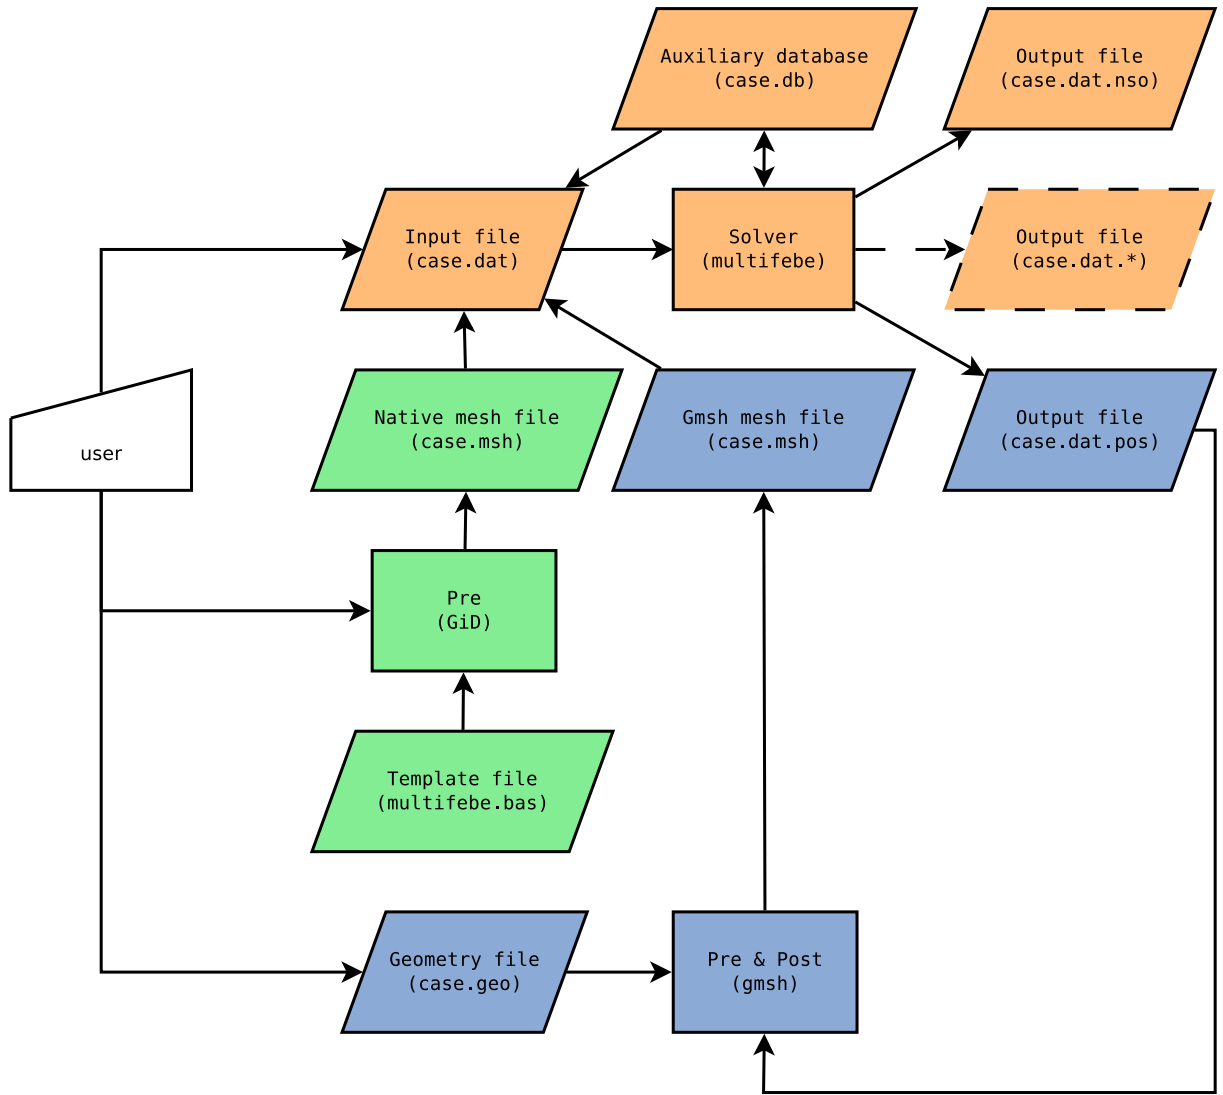 Auxiliary database
(case.db)
Output file
(case.dat.nso)
Input file
(case.dat)
Solver
(multifebe)
Output file
(case.dat.*)
user
Native mesh file
(case.msh)
Gmsh mesh file
(case.msh)
Output file
(case.dat.pos)
Pre
(GiD)
Template file
(multifebe.bas)
Geometry file
(case.geo)
Pre & Post
(gmsh)